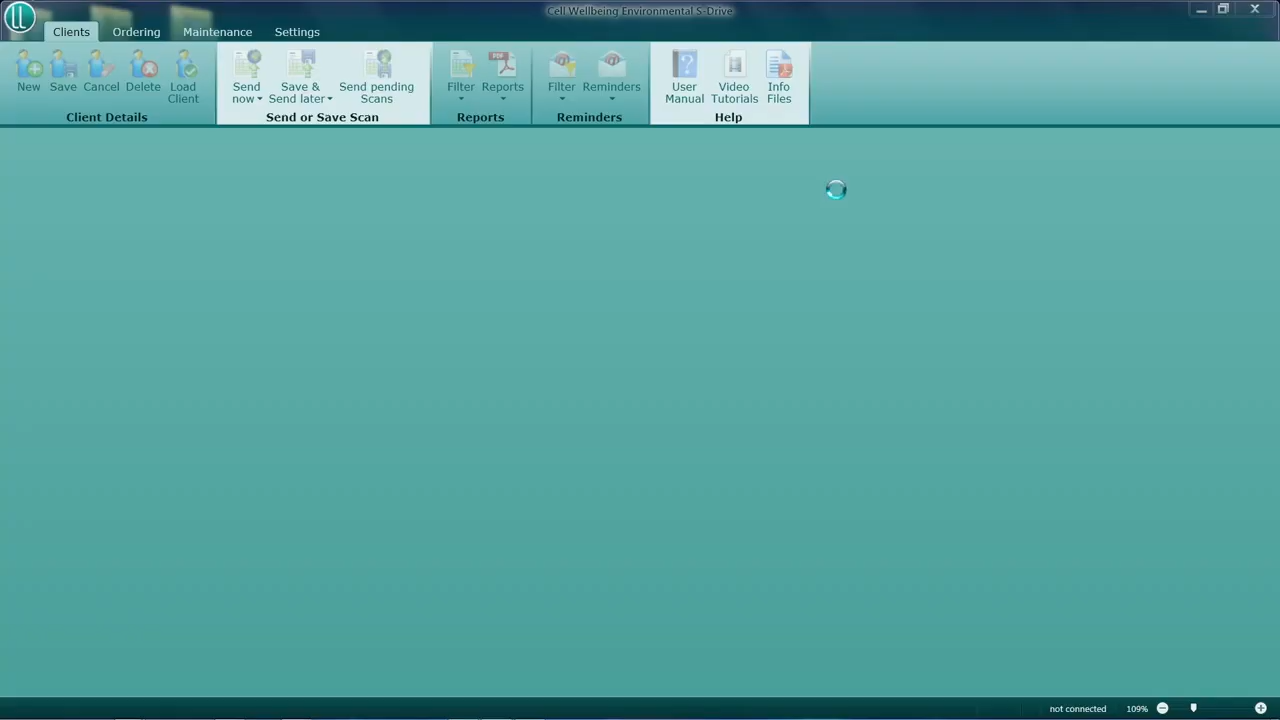 Cell Wellbeing Environmental S-Drive
Clients Ordering Maintenance Settings
New Save Cancel Delete Load Client
Client Details
Send now Save & Send later Send pending Scans
Send or Save Scan
Filter Reports
Reports
Filter Reminders
Reminders
User Manual Video Tutorials Info Files
Help
not connected 109%